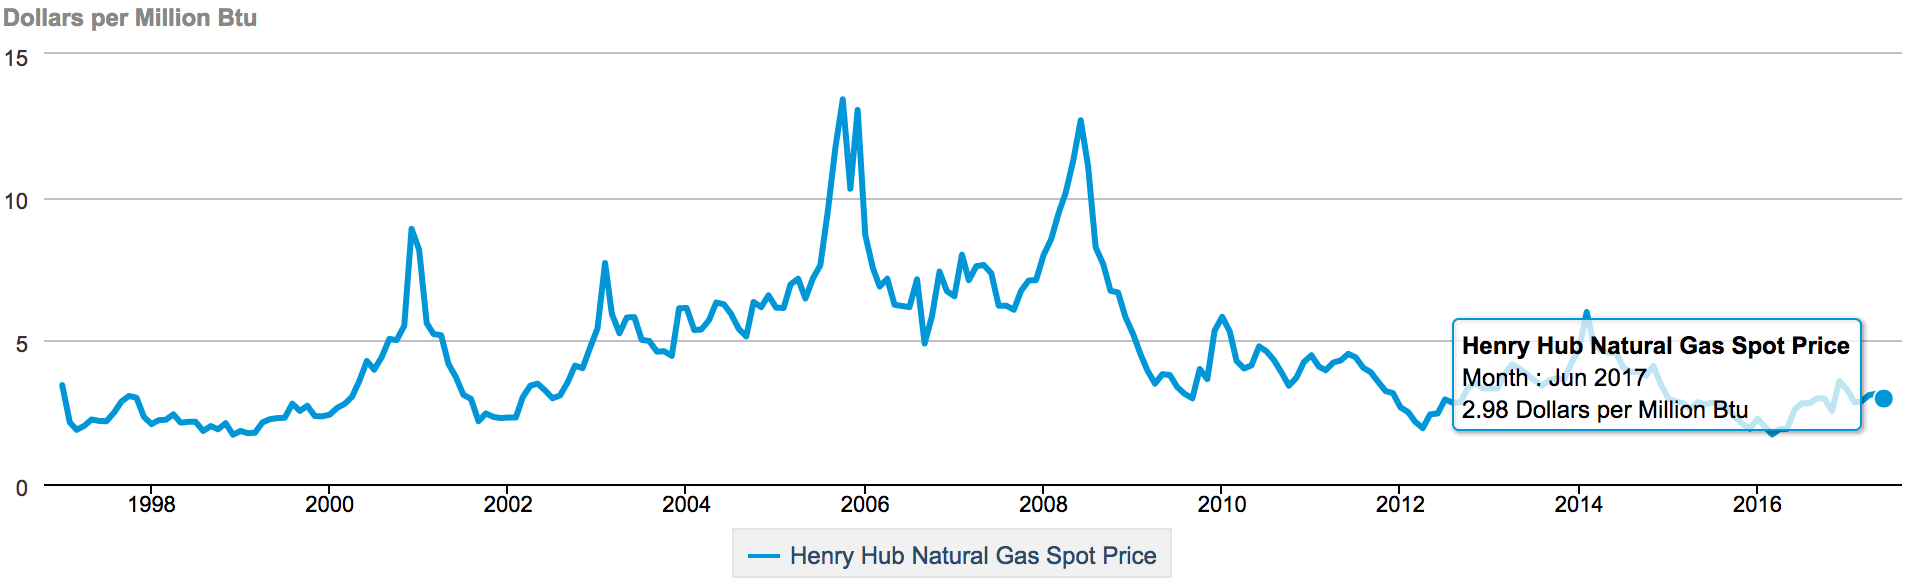 Dollars per Million Btu
15
10
5
0
Henry Hub Natural Gas Spot Price
Month : Jun 2017
2.98 Dollars per Million Btu
1998 2000 2002 2004 2006 2008 2010 2012 2014 2016
Henry Hub Natural Gas Spot Price